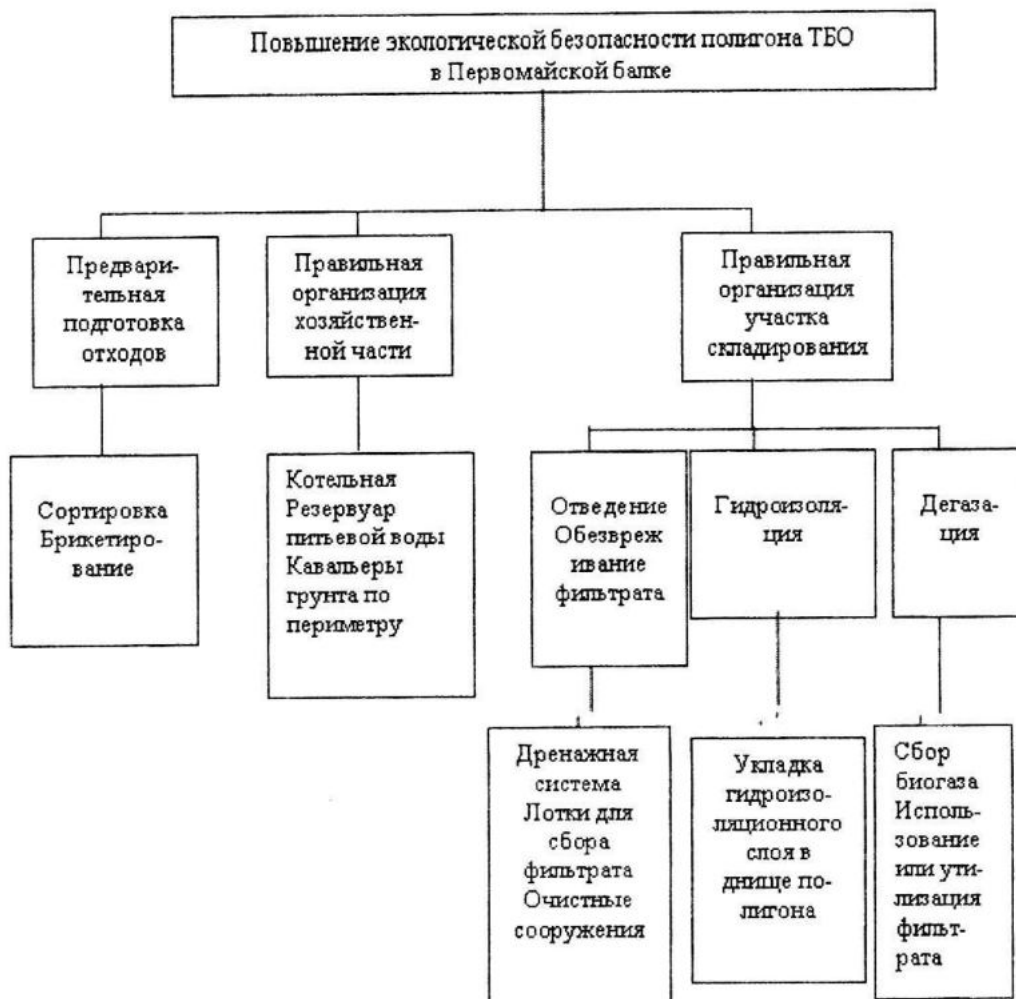 Повышение экологической безопасности полигона ТБО
в Первомайской балке
Предвари-
тельная
подготовка
отходов
Правильная
организация
хозяйствен-
ной части
Правильная
организация
участка
складирования
Сортировка
Брикетиро-
вание
Котельная
Резервуар
питьевой воды
Кавальеры
грунта по
периметру
Отведение
Обезвреж
ивание
фильтрата
Гидроизоля-
ция
Дегаза-
ция
Дренажная
система
Лотки для
сбора
фильтрата
Очистные
сооружения
Укладка
гидроизо-
ляционного
слоя в
днище по-
лигона
Сбор
биогаза
Исполь-
зование
или ути-
лизация
фильт-
рата